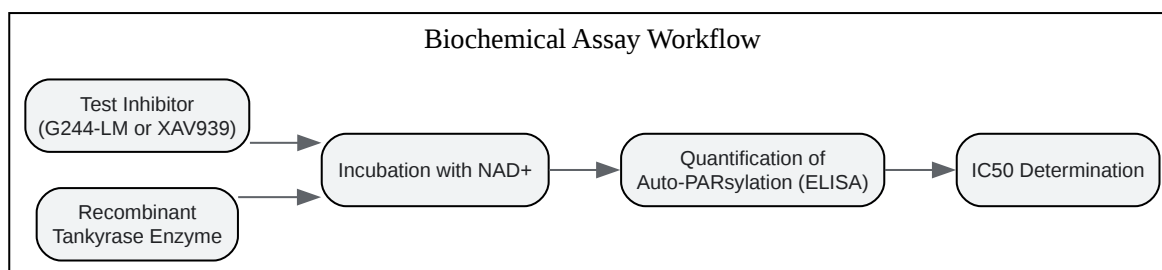 Biochemical Assay Workflow
Test Inhibitor
(G244-LM or XAV939)
Recombinant
Tankyrase Enzyme
Incubation with NAD+
Quantification of
Auto-PARsylation (ELISA)
IC50 Determination